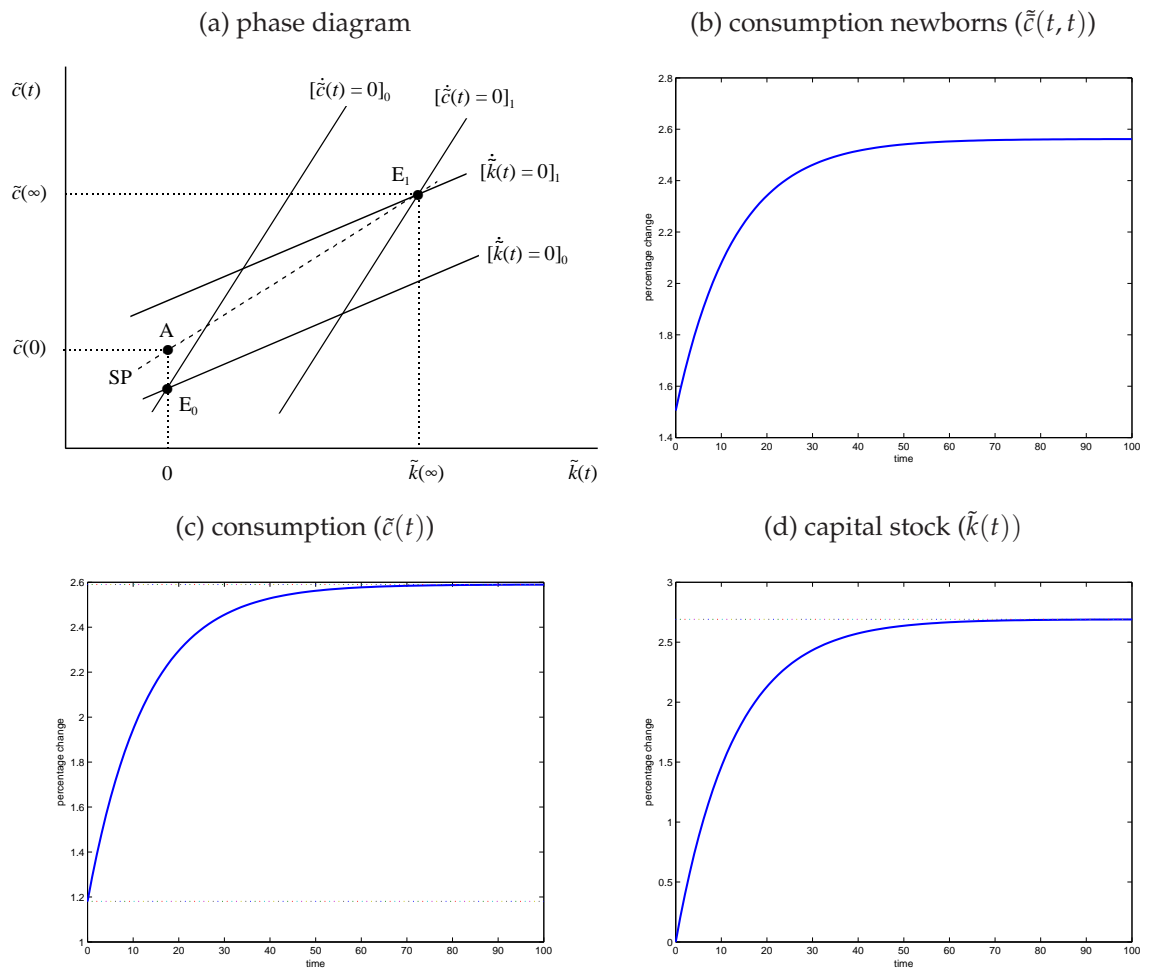 (a) phase diagram
c̃(t)
[ċ̃(t) = 0]₀
[ċ̃(t) = 0]₁
E₁
[k̇̃(t) = 0]₁
c̃(∞)
[k̇̃(t) = 0]₀
A
c̃(0)
SP
E₀
0
k̃(∞)
k̃(t)
(b) consumption newborns (c̃̄(t, t))
2.8
2.6
2.4
2.2
2
1.8
1.6
1.4
percentage change
0 10 20 30 40 50 60 70 80 90 100
time
(c) consumption (c̃(t))
2.6
2.4
2.2
2
1.8
1.6
1.4
1.2
1
percentage change
0 10 20 30 40 50 60 70 80 90 100
time
(d) capital stock (k̃(t))
3
2.5
2
1.5
1
0.5
0
percentage change
0 10 20 30 40 50 60 70 80 90 100
time